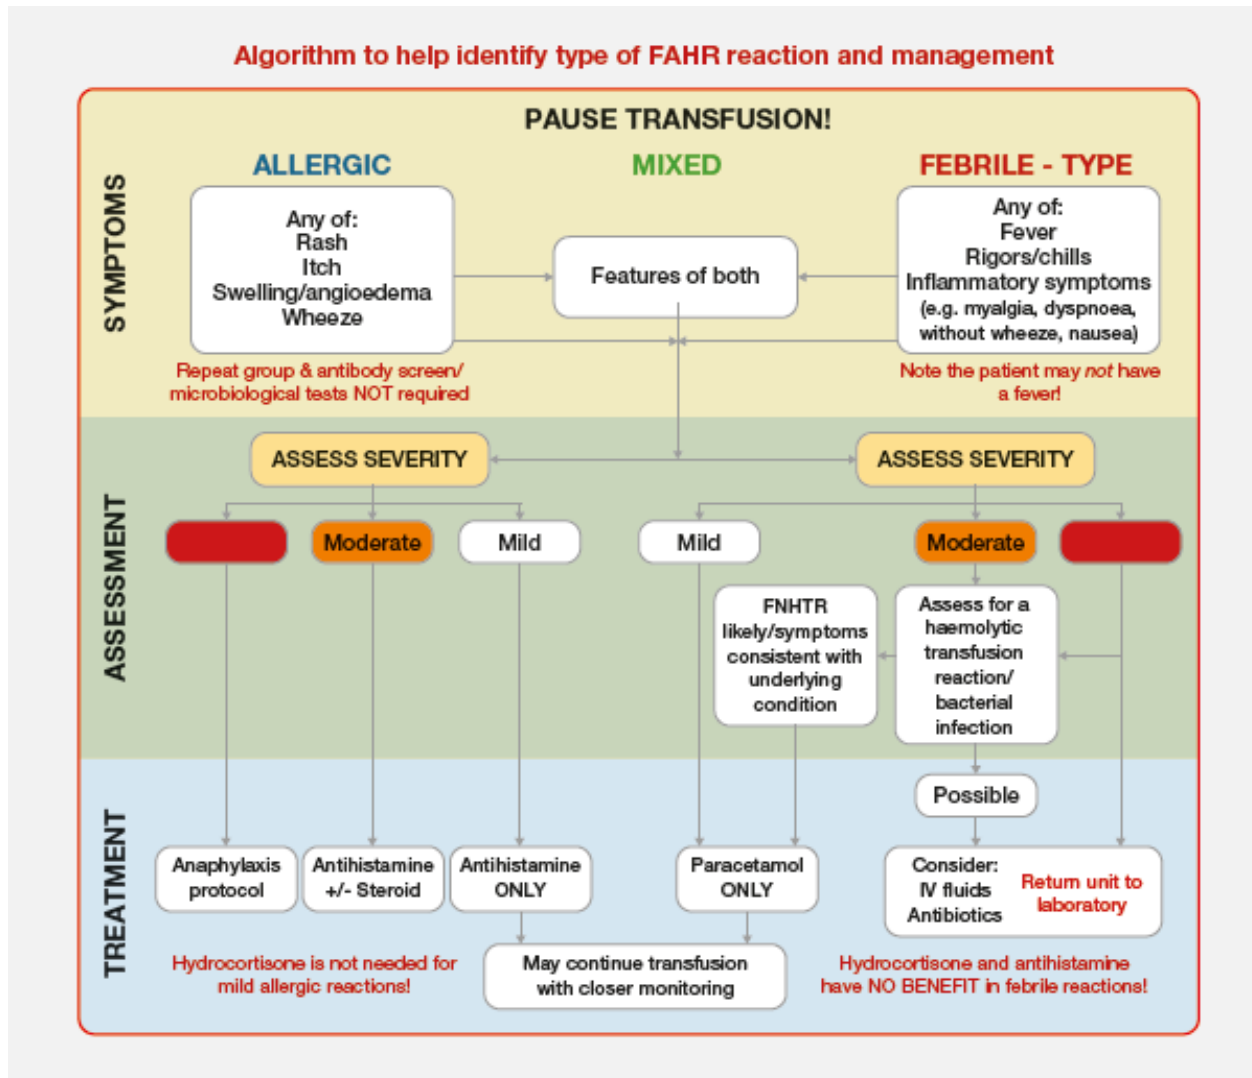 Algorithm to help identify type of FAHR reaction and management
PAUSE TRANSFUSION!
ALLERGIC
MIXED
FEBRILE - TYPE
SYMPTOMS
Any of:
Rash
Itch
Swelling/angioedema
Wheeze
Features of both
Any of:
Fever
Rigors/chills
Inflammatory symptoms
(e.g. myalgia, dyspnoea,
without wheeze, nausea)
Repeat group & antibody screen/
microbiological tests NOT required
Note the patient may not have
a fever!
ASSESSMENT
ASSESS SEVERITY
ASSESS SEVERITY
Moderate
Mild
Mild
Moderate
FNHTR
likely/symptoms
consistent with
underlying
condition
Assess for a
haemolytic
transfusion
reaction/
bacterial
infection
TREATMENT
Possible
Anaphylaxis
protocol
Antihistamine
+/- Steroid
Antihistamine
ONLY
Paracetamol
ONLY
Consider:
IV fluids
Antibiotics
Return unit to
laboratory
Hydrocortisone is not needed for
mild allergic reactions!
May continue transfusion
with closer monitoring
Hydrocortisone and antihistamine
have NO BENEFIT in febrile reactions!